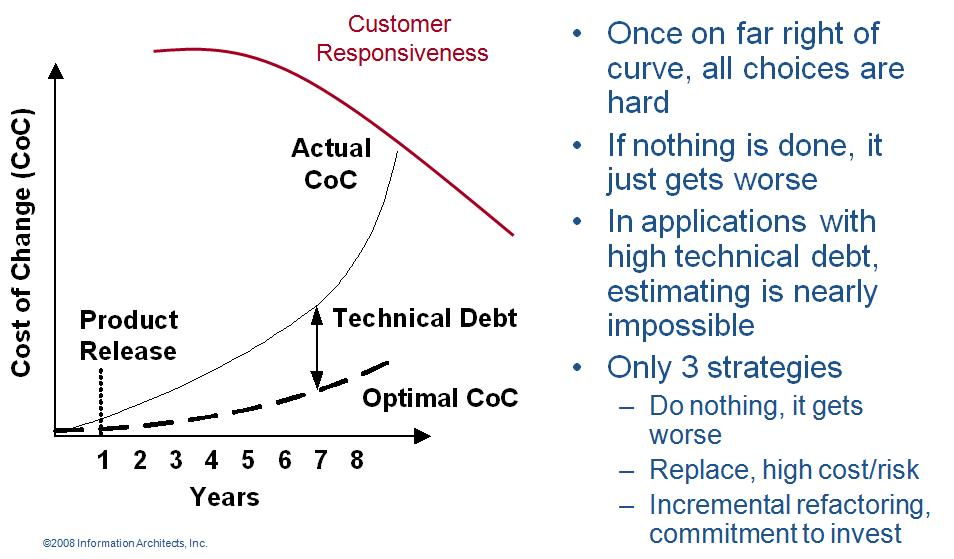 Customer
Responsiveness
Cost of Change (CoC)
Actual
CoC
Product
Release
Technical Debt
Optimal CoC
1 2 3 4 5 6 7 8
Years
©2008 Information Architects, Inc.
• Once on far right of
curve, all choices are
hard
• If nothing is done, it
just gets worse
• In applications with
high technical debt,
estimating is nearly
impossible
• Only 3 strategies
– Do nothing, it gets
worse
– Replace, high cost/risk
– Incremental refactoring,
commitment to invest